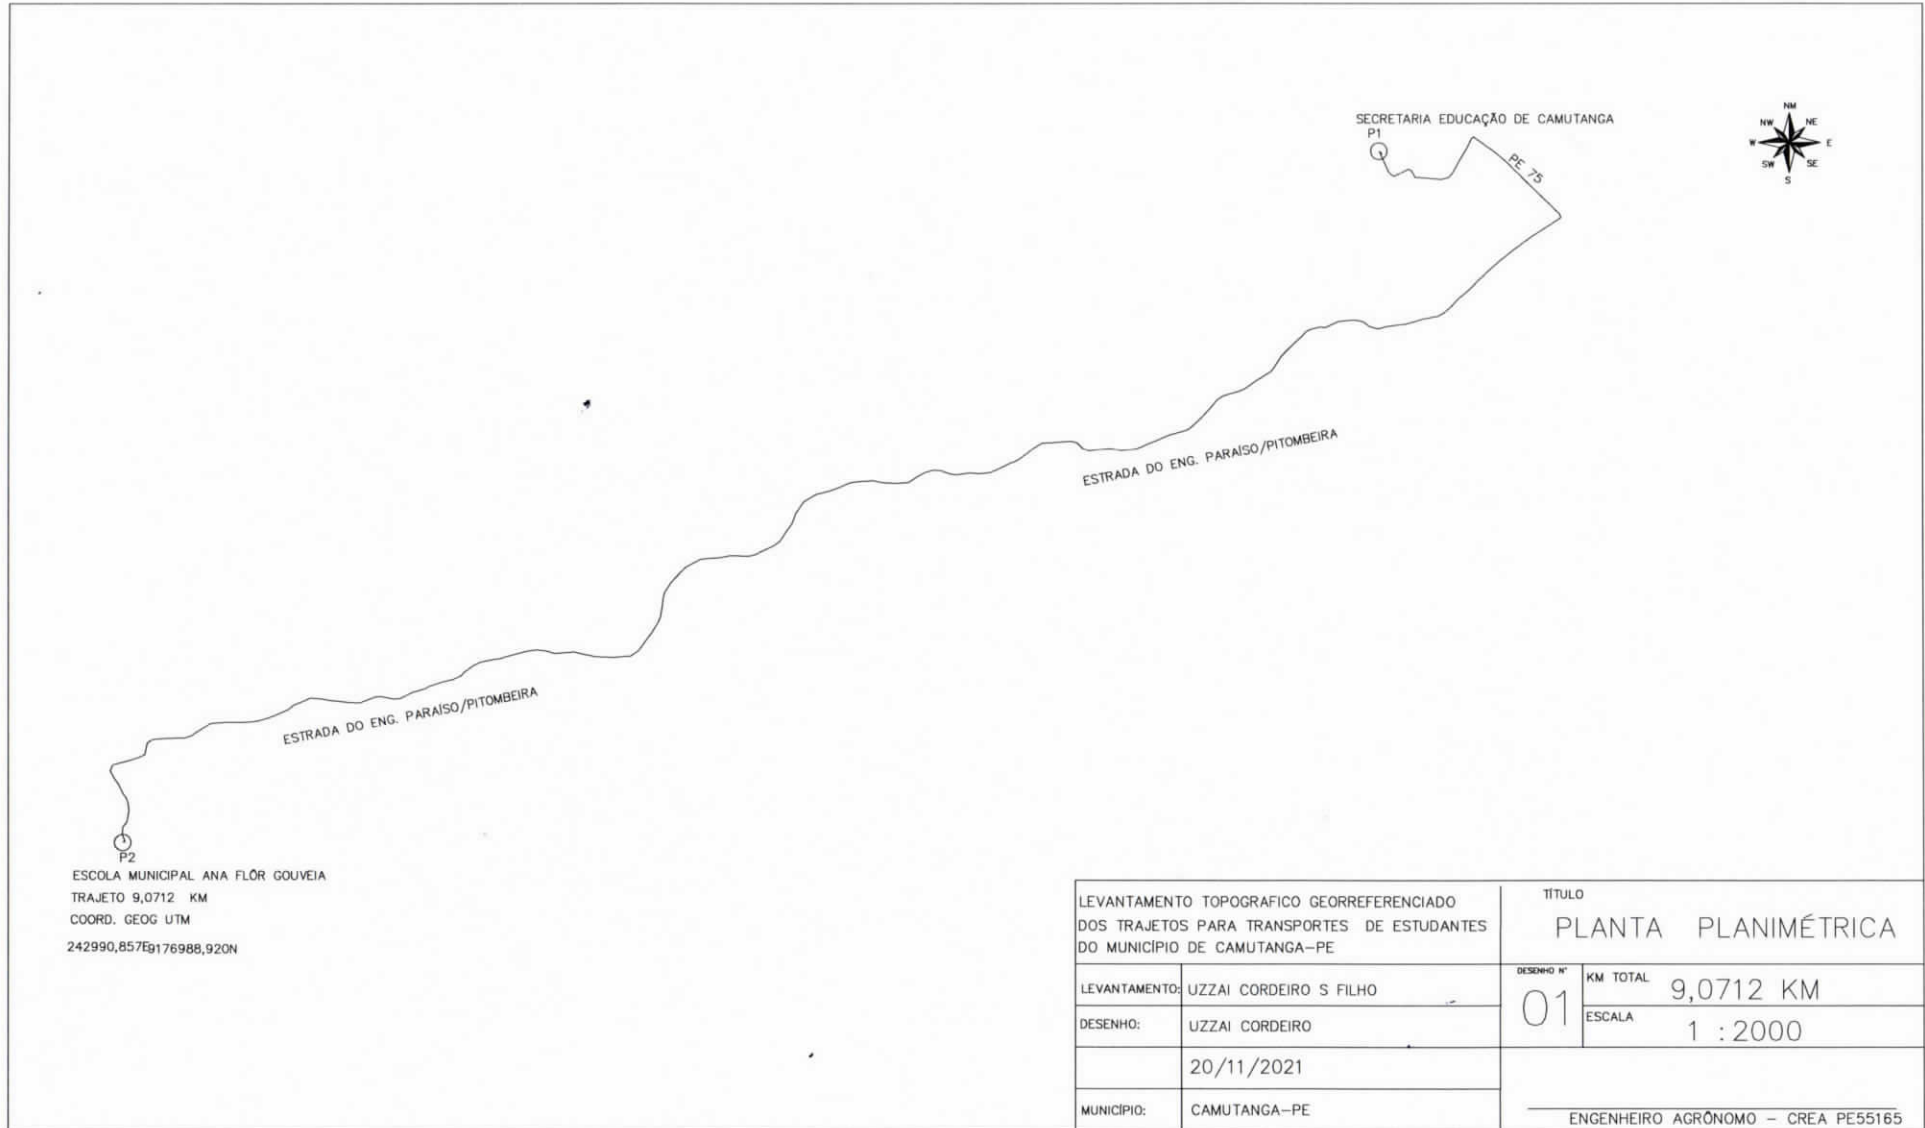 SECRETARIA EDUCAÇÃO DE CAMUTANGA
P1
PE 75
NM
NW
NE
W
E
SW
SE
S
ESTRADA DO ENG. PARAÍSO/PITOMBEIRA
ESTRADA DO ENG. PARAÍSO/PITOMBEIRA
P2
ESCOLA MUNICIPAL ANA FLÔR GOUVEIA
TRAJETO 9,0712 KM
COORD. GEOG UTM
242990,857E9176988,920N
LEVANTAMENTO TOPOGRAFICO GEORREFERENCIADO
DOS TRAJETOS PARA TRANSPORTES DE ESTUDANTES
DO MUNICÍPIO DE CAMUTANGA-PE
TÍTULO
PLANTA PLANIMÉTRICA
LEVANTAMENTO: UZZAI CORDEIRO S FILHO
DESENHO: UZZAI CORDEIRO
20/11/2021
MUNICÍPIO: CAMUTANGA-PE
DESENHO N°
01
KM TOTAL 9,0712 KM
ESCALA 1 :2000
ENGENHEIRO AGRÔNOMO - CREA PE55165